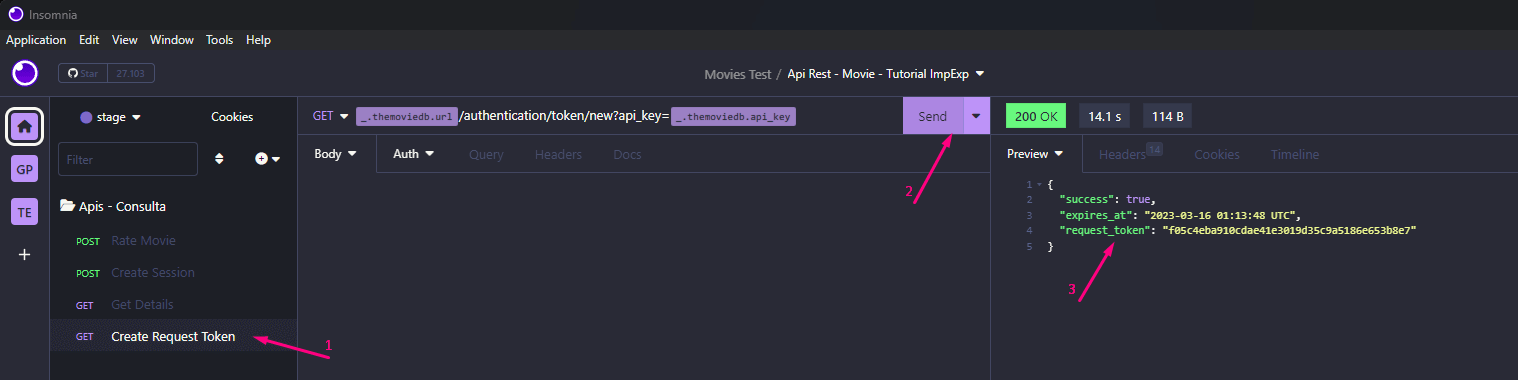 Insomnia
Application Edit View Window Tools Help
Star 27,103
Movies Test / Api Rest - Movie - Tutorial ImpExp
stage Cookies
GET _.themoviedb.url/authentication/token/new?api_key= _.themoviedb.api_key
Send
200 OK 14.1 s 114 B
Filter
Body Auth Query Headers Docs
Preview Headers 14 Cookies Timeline
GP
TE
Apis - Consulta
POST Rate Movie
POST Create Session
GET Get Details
GET Create Request Token
1
2
1 {
2 "success": true,
3 "expires_at": "2023-03-16 01:13:48 UTC",
4 "request_token": "f05c4eba910cdae41e3019d35c9a5186e653b8e7"
5 }
3